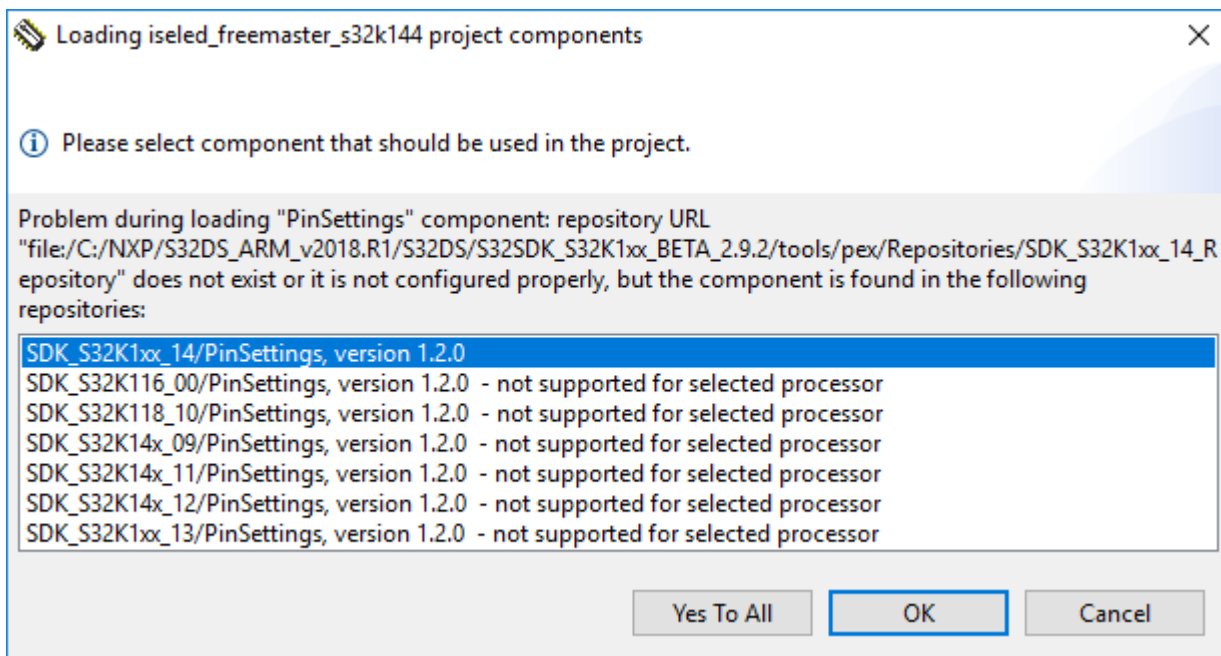 Loading iseled_freemaster_s32k144 project components
Please select component that should be used in the project.
Problem during loading "PinSettings" component: repository URL
"file:/C:/NXP/S32DS_ARM_v2018.R1/S32DS/S32SDK_S32K1xx_BETA_2.9.2/tools/pex/Repositories/SDK_S32K1xx_14_R
epository" does not exist or it is not configured properly, but the component is found in the following
repositories:
SDK_S32K1xx_14/PinSettings, version 1.2.0
SDK_S32K116_00/PinSettings, version 1.2.0  - not supported for selected processor
SDK_S32K118_10/PinSettings, version 1.2.0  - not supported for selected processor
SDK_S32K14x_09/PinSettings, version 1.2.0  - not supported for selected processor
SDK_S32K14x_11/PinSettings, version 1.2.0  - not supported for selected processor
SDK_S32K14x_12/PinSettings, version 1.2.0  - not supported for selected processor
SDK_S32K1xx_13/PinSettings, version 1.2.0  - not supported for selected processor
Yes To All OK Cancel